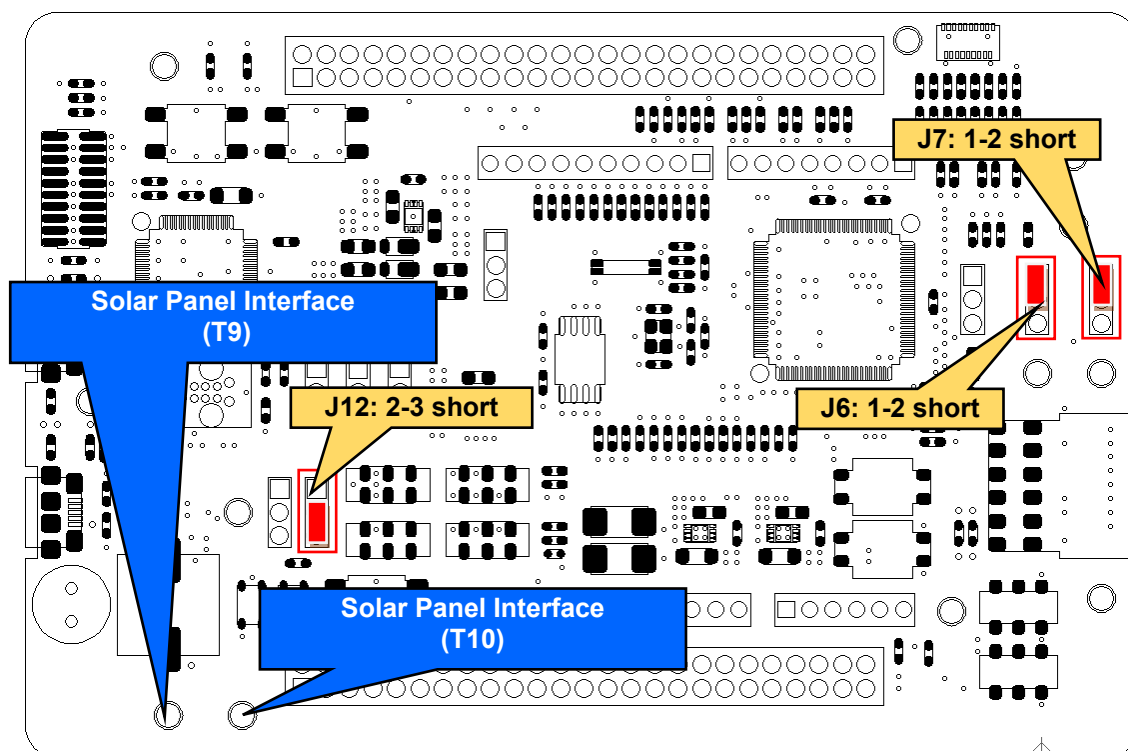 J7: 1-2 short
Solar Panel Interface
(T9)
J12: 2-3 short
J6: 1-2 short
Solar Panel Interface
(T10)